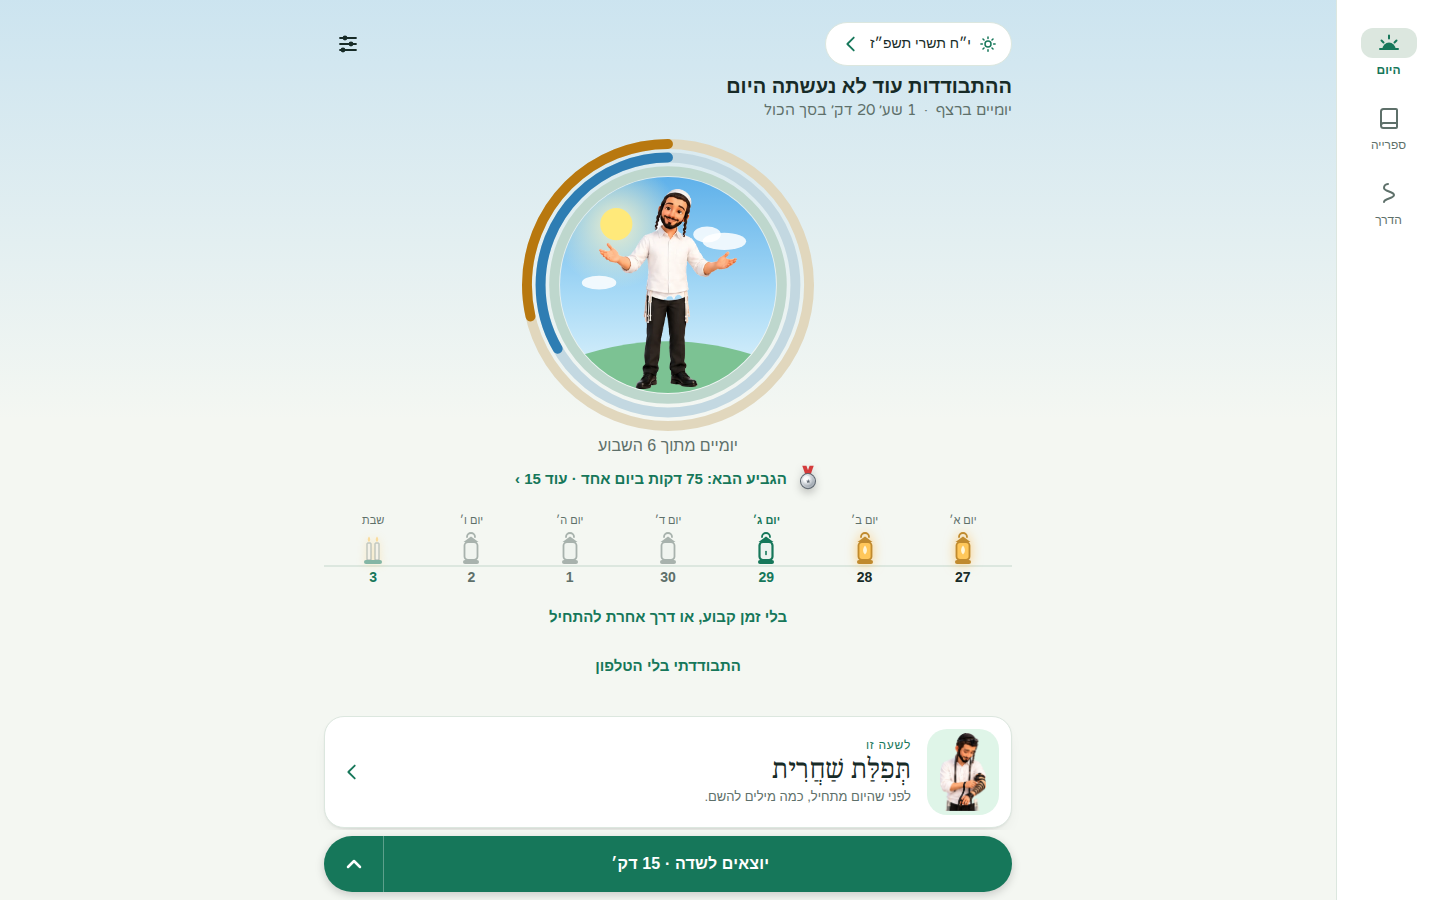 י״ח תשרי תשפ״ז
ההתבודדות עוד לא נעשתה היום
יומיים ברצף · 1 שע׳ 20 דק׳ בסך הכול
יומיים מתוך 6 השבוע
הגביע הבא: 75 דקות ביום אחד · עוד 15 ›
יום א׳ יום ב׳ יום ג׳ יום ד׳ יום ה׳ יום ו׳ שבת
27 28 29 30 1 2 3
בלי זמן קבוע, או דרך אחרת להתחיל
התבודדתי בלי הטלפון
לשעה זו
תְּפִלַּת שַׁחֲרִית
לפני שהיום מתחיל, כמה מילים להשם.
יוצאים לשדה · 15 דק׳
היום
ספרייה
הדרך